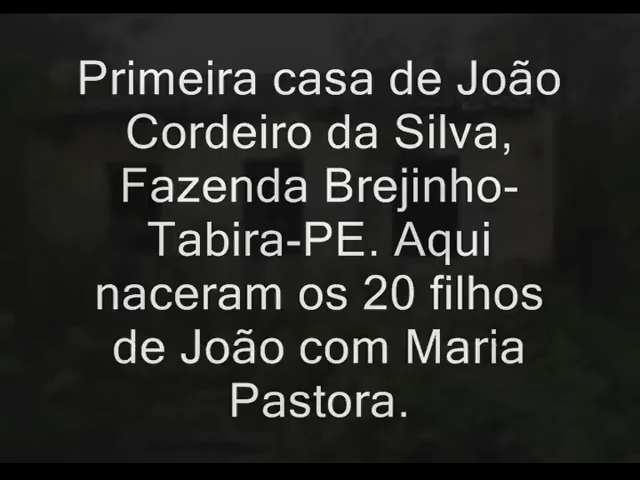 Primeira casa de João
Cordeiro da Silva,
Fazenda Brejinho-
Tabira-PE. Aqui
naceram os 20 filhos
de João com Maria
Pastora.